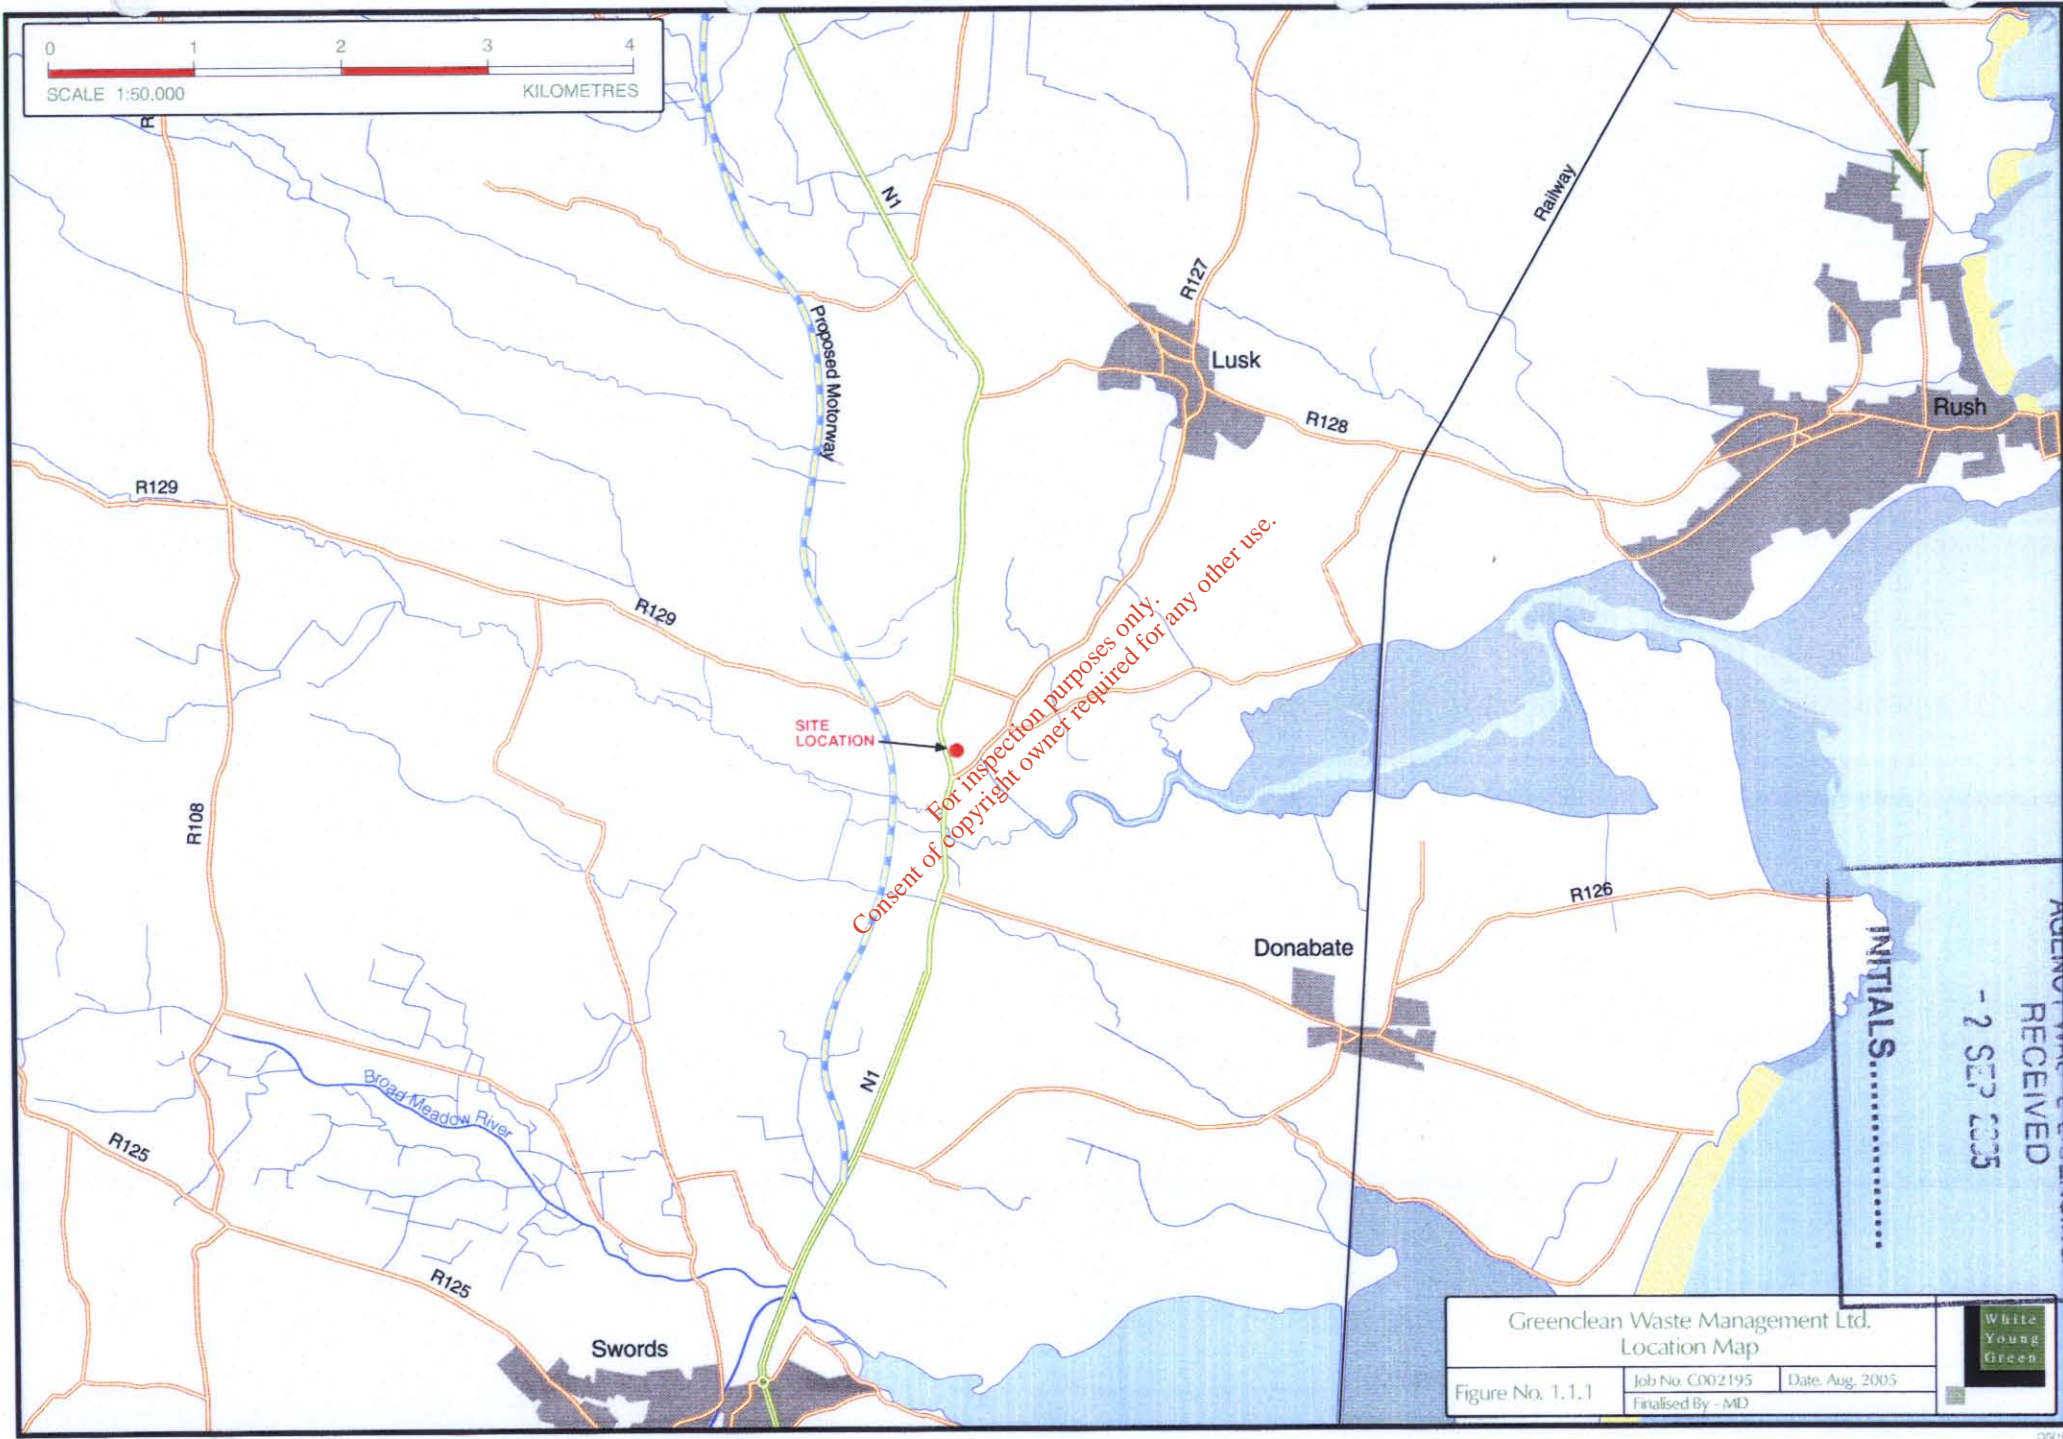 0 1 2 3 4
SCALE 1:50,000 KILOMETRES
N
N1
Railway
R127
Proposed Motorway
Lusk
R128
Rush
R129
R129
SITE
LOCATION
For inspection purposes only.
Consent of copyright owner required for any other use.
R108
R126
Donabate
N1
Broad Meadow River
R125
R125
Swords
RECEIVED
- 2 SEP 2005
INITIALS
Greenclean Waste Management Ltd.
Location Map
Figure No. 1.1.1
Job No. C002195
Date. Aug. 2005
Finalised By - MD
White
Young
Green